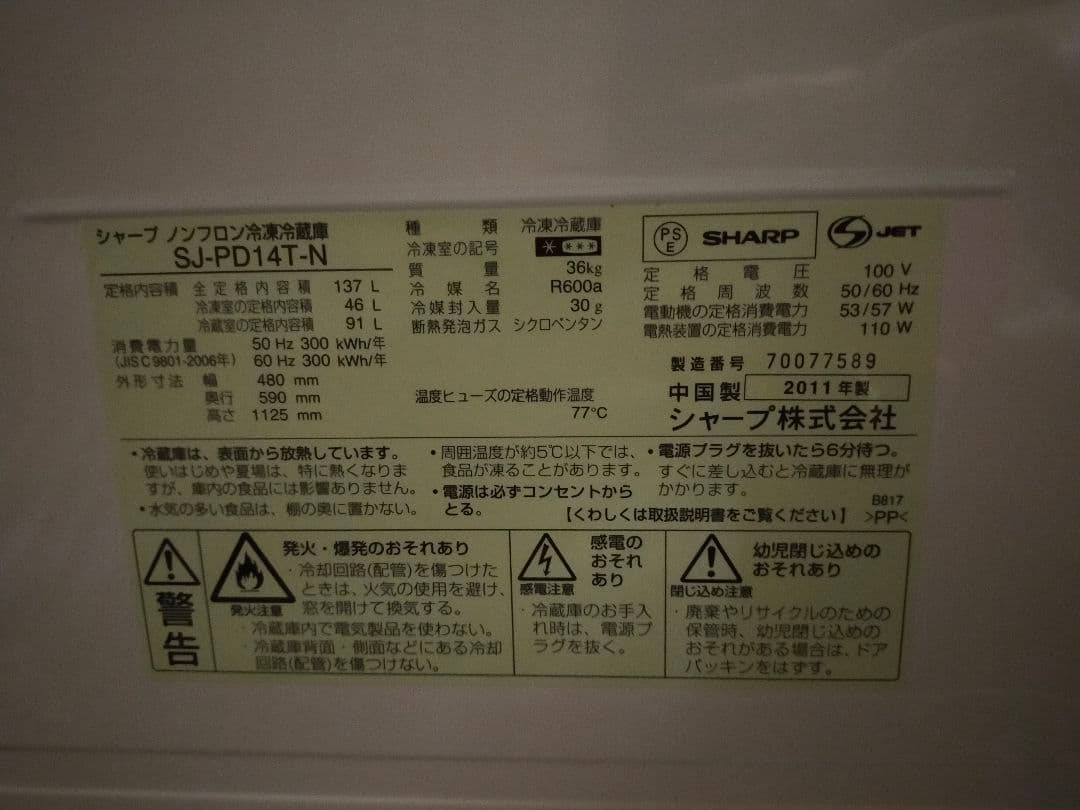 シャープ ノンフロン冷凍冷蔵庫
SJ-PD14T-N
定格内容積 全定格内容積 137 L
冷凍室の定格内容積 46 L
冷蔵室の定格内容積 91 L
消費電力量 50 Hz 300 kWh/年
(JIS C 9801-2006年) 60 Hz 300 kWh/年
外形寸法 幅 480 mm
奥行 590 mm
高さ 1125 mm
種類 冷凍冷蔵庫
冷凍室の記号 * ***
質量 36kg
冷媒名 R600a
冷媒封入量 30 g
断熱発泡ガス シクロペンタン
温度ヒューズの定格動作温度
77℃
PS
E
SHARP
S JET
定格電圧 100 V
定格周波数 50/60 Hz
電動機の定格消費電力 53/57 W
電熱装置の定格消費電力 110 W
製造番号 70077589
中国製 2011年製
シャープ株式会社
・冷蔵庫は、表面から放熱しています。
使いはじめや夏場は、特に熱くなりま
すが、庫内の食品には影響ありません。
・水気の多い食品は、棚の奥に置かない。
・周囲温度が約5℃以下では、
食品が凍ることがあります。
・電源は必ずコンセントから
とる。
・電源プラグを抜いたら6分待つ。
すぐに差し込むと冷蔵庫に無理が
かかります。
B817
【くわしくは取扱説明書をご覧ください】 >PP<
警告
発火注意
発火・爆発のおそれあり
・冷却回路(配管)を傷つけた
ときは、火気の使用を避け、
窓を開けて換気する。
・冷蔵庫内で電気製品を使わない。
・冷蔵庫背面・側面などにある冷却
回路(配管)を傷つけない。
感電注意
感電の
おそれ
あり
・冷蔵庫のお手入
れ時は、電源プ
ラグを抜く。
閉じ込め注意
幼児閉じ込めの
おそれあり
・廃棄やリサイクルのための
保管時、幼児閉じ込めの
おそれがある場合は、ドア
パッキンをはずす。